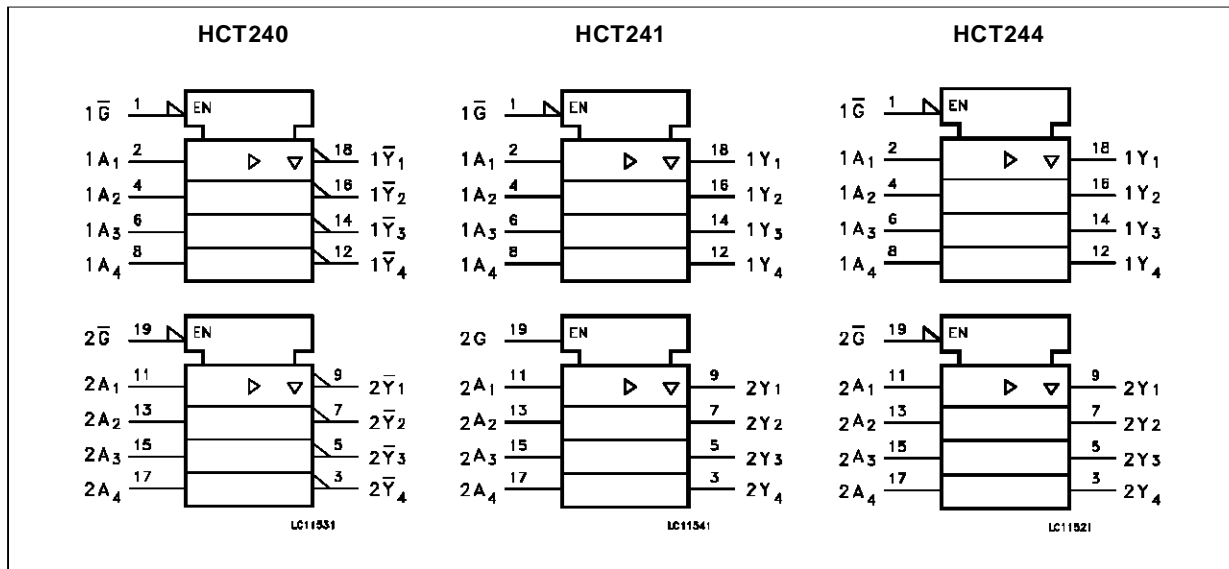 HCT240 HCT241 HCT244
1G̅ 1 EN 1G̅ 1 EN 1G̅ 1 EN
1A1 2 18 1Y̅1 1A1 2 18 1Y1 1A1 2 18 1Y1
1A2 4 16 1Y̅2 1A2 4 16 1Y2 1A2 4 16 1Y2
1A3 6 14 1Y̅3 1A3 6 14 1Y3 1A3 6 14 1Y3
1A4 8 12 1Y̅4 1A4 8 12 1Y4 1A4 8 12 1Y4
2G̅ 19 EN 2G 19 EN 2G̅ 19 EN
2A1 11 9 2Y̅1 2A1 11 9 2Y1 2A1 11 9 2Y1
2A2 13 7 2Y̅2 2A2 13 7 2Y2 2A2 13 7 2Y2
2A3 15 5 2Y̅3 2A3 15 5 2Y3 2A3 15 5 2Y3
2A4 17 3 2Y̅4 2A4 17 3 2Y4 2A4 17 3 2Y4
LC11531 LC11541 LC11521